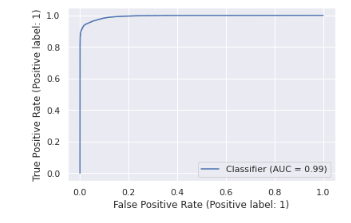 True Positive Rate (Positive label: 1)
1.0
0.8
0.6
0.4
0.2
0.0
Classifier (AUC = 0.99)
0.0 0.2 0.4 0.6 0.8 1.0
False Positive Rate (Positive label: 1)